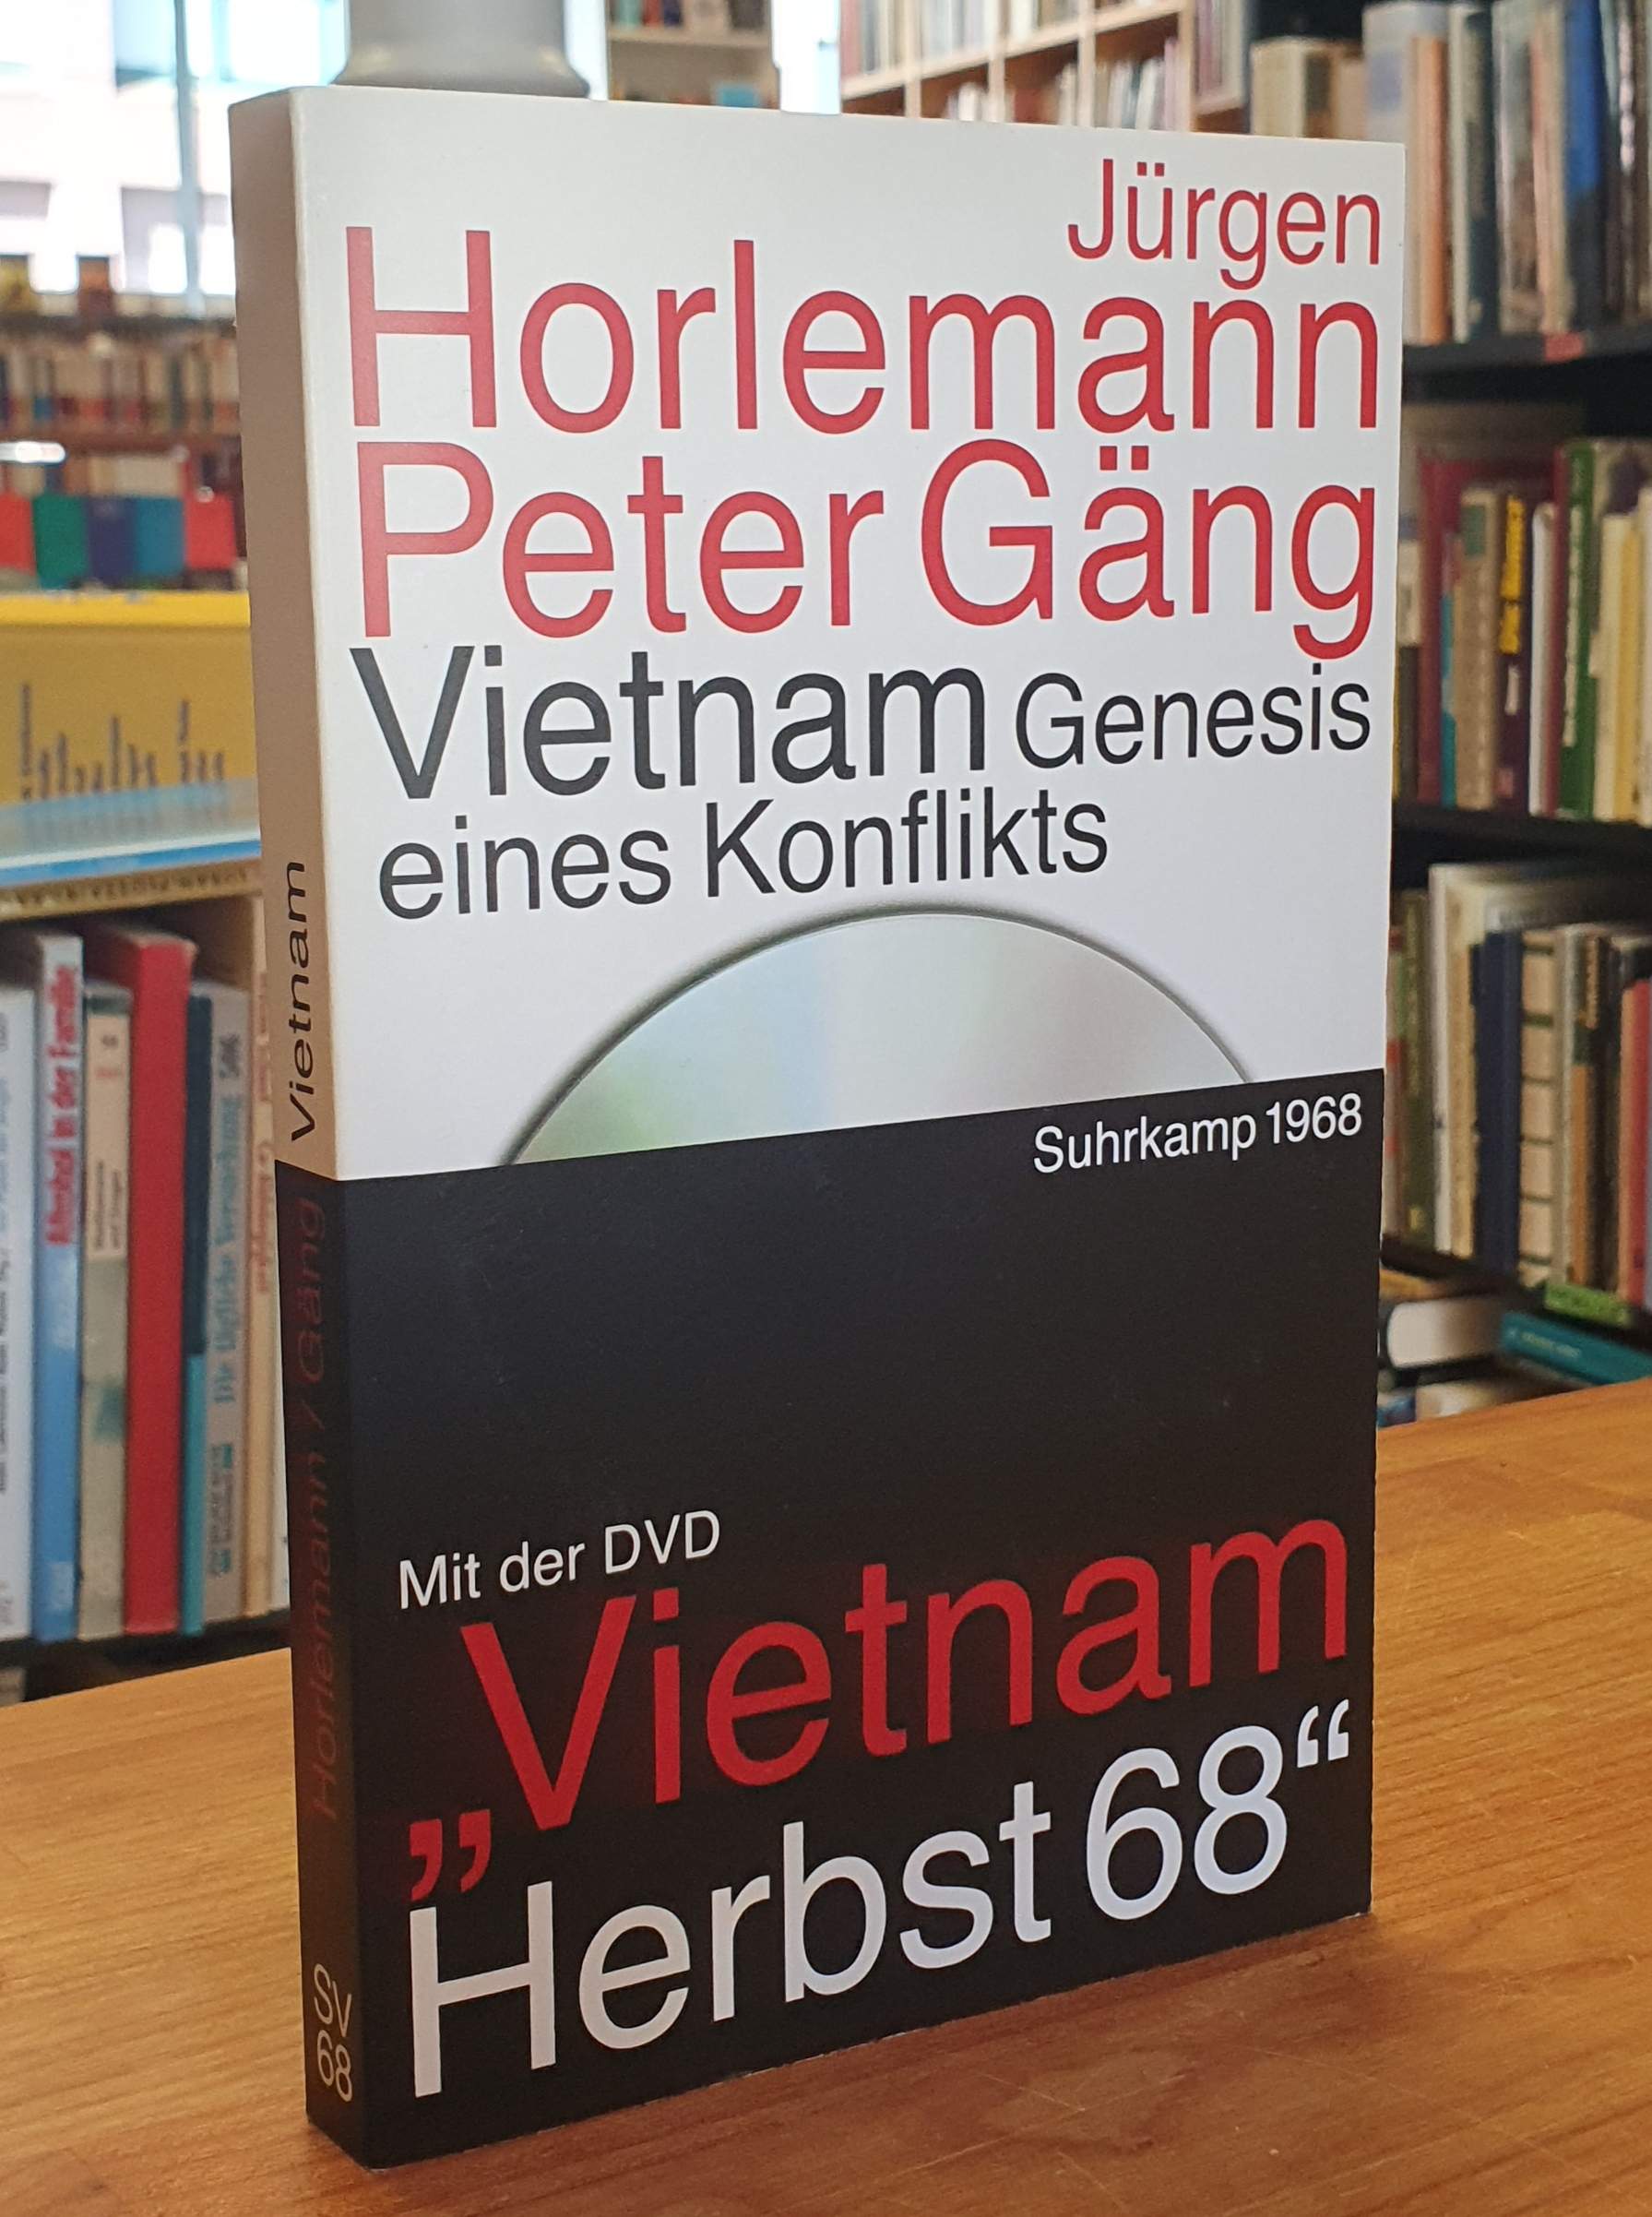 Jürgen
Horlemann
Peter Gäng
Vietnam Genesis
eines Konflikts
Suhrkamp 1968
Mit der DVD
„Vietnam
Herbst 68“
Vietnam
Horlemann / Gäng
SV
68